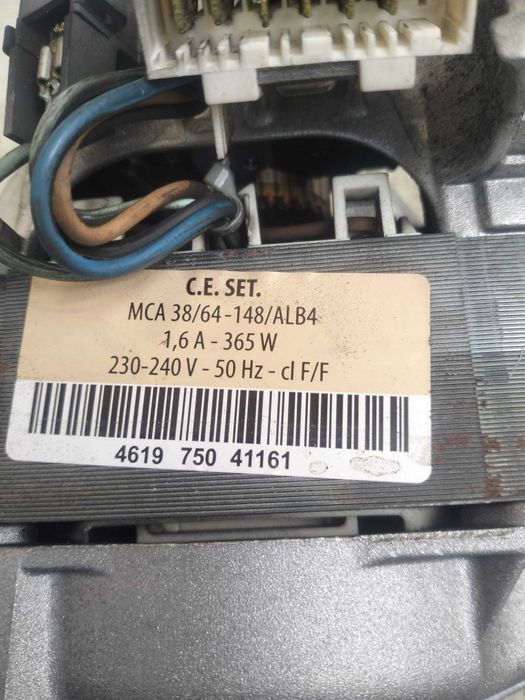 C.E. SET.
MCA 38/64 -148/ALB4
1,6 A - 365 W
230-240 V - 50 Hz - cl F/F
4619 750 41161